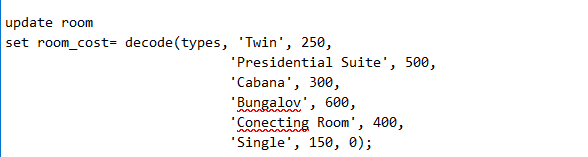 update room
set room_cost= decode(types, 'Twin', 250,
'Presidential Suite', 500,
'Cabana', 300,
'Bungalov', 600,
'Conecting Room', 400,
'Single', 150, 0);